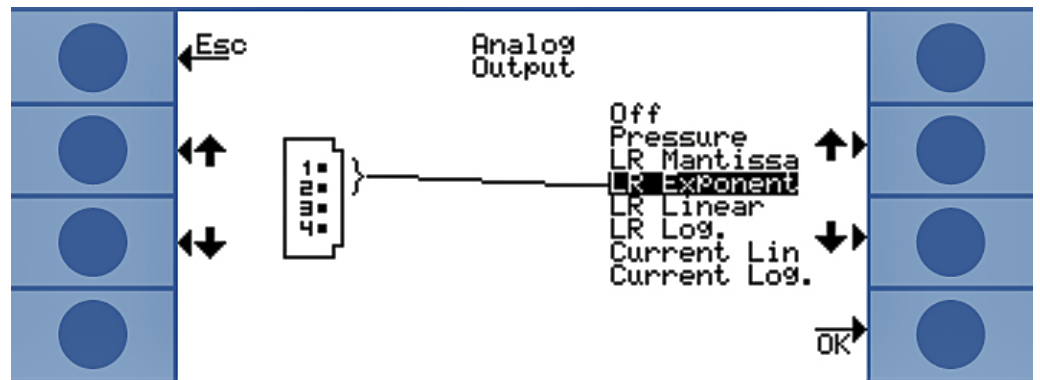 Esc
Analog
Output
Off
Pressure
LR Mantissa
LR Exponent
LR Linear
LR Log.
Current Lin
Current Log.
1
2
3
4
OK